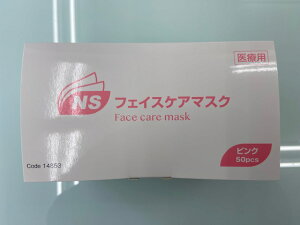 医療用
NS フェイスケアマスク
Face care mask
ピンク
50pcs
Code 14853